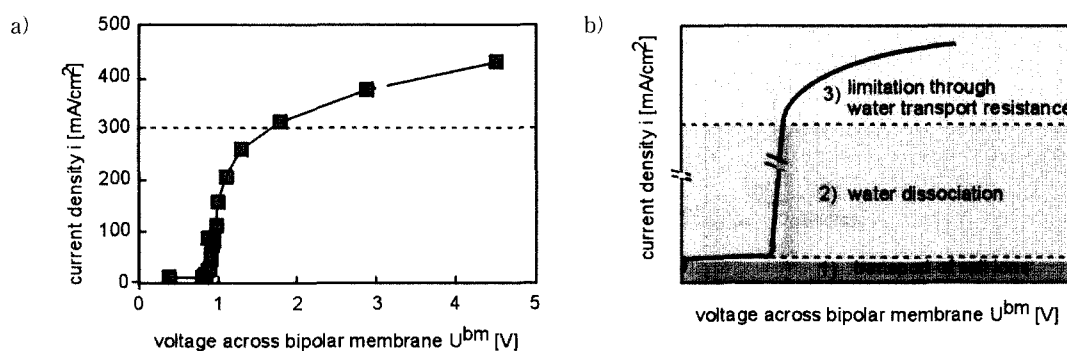 a)
current density i [mA/cm²]
500
400
300
200
100
0
0 1 2 3 4 5
voltage across bipolar membrane U^bm [V]
b)
current density i [mA/cm²]
3) limitation through
water transport resistance
2) water dissociation
voltage across bipolar membrane U^bm [V]